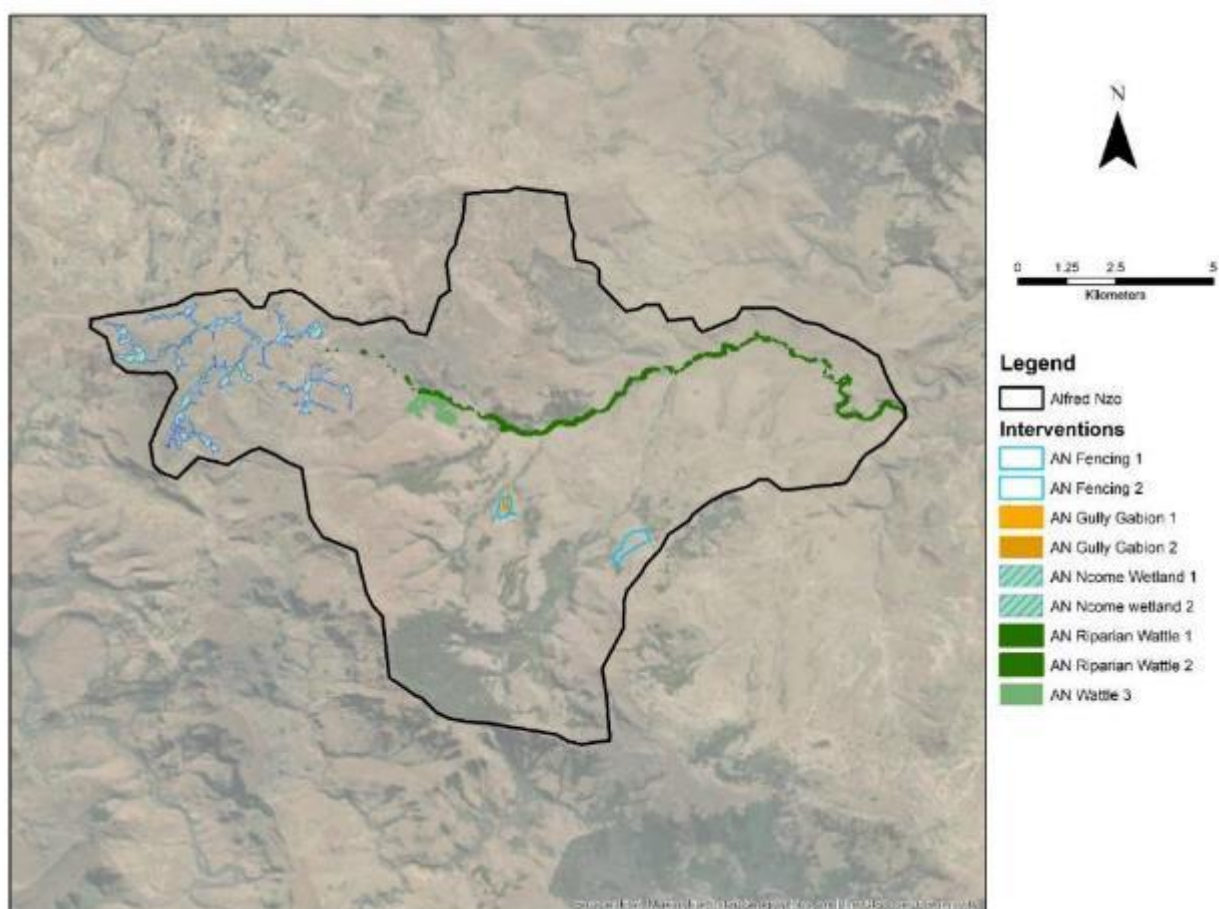 N
0 1.25 2.5 5
Kilometers
Legend
Alfred Nzo
Interventions
AN Fencing 1
AN Fencing 2
AN Gully Gabion 1
AN Gully Gabion 2
AN Ncome Wetland 1
AN Ncome wetland 2
AN Riparian Wattle 1
AN Riparian Wattle 2
AN Wattle 3